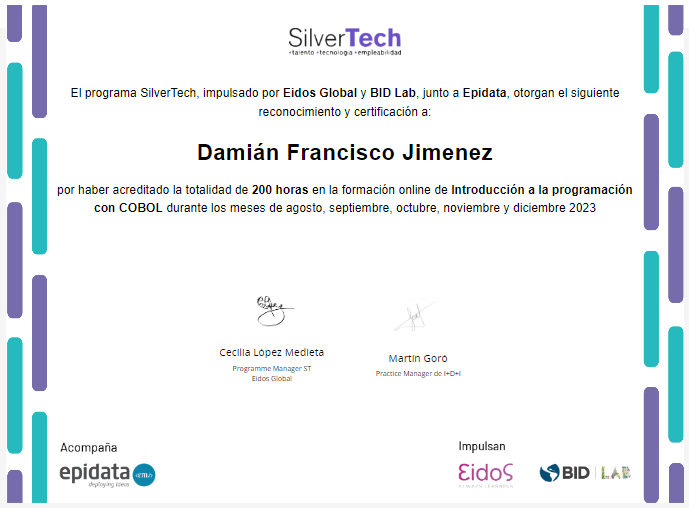 SilverTech
+talento +tecnología +empleabilidad
El programa SilverTech, impulsado por Eidos Global y BID Lab, junto a Epidata, otorgan el siguiente
reconocimiento y certificación a:
Damián Francisco Jimenez
por haber acreditado la totalidad de 200 horas en la formación online de Introducción a la programación
con COBOL durante los meses de agosto, septiembre, octubre, noviembre y diciembre 2023
Cecilia López Medieta
Programme Manager ST
Eidos Global
Martín Goró
Practice Manager de I+D+I
Acompaña
epidata
deploying ideas
Impulsan
Eidos
ALWAYS LEARNING
BID | LAB